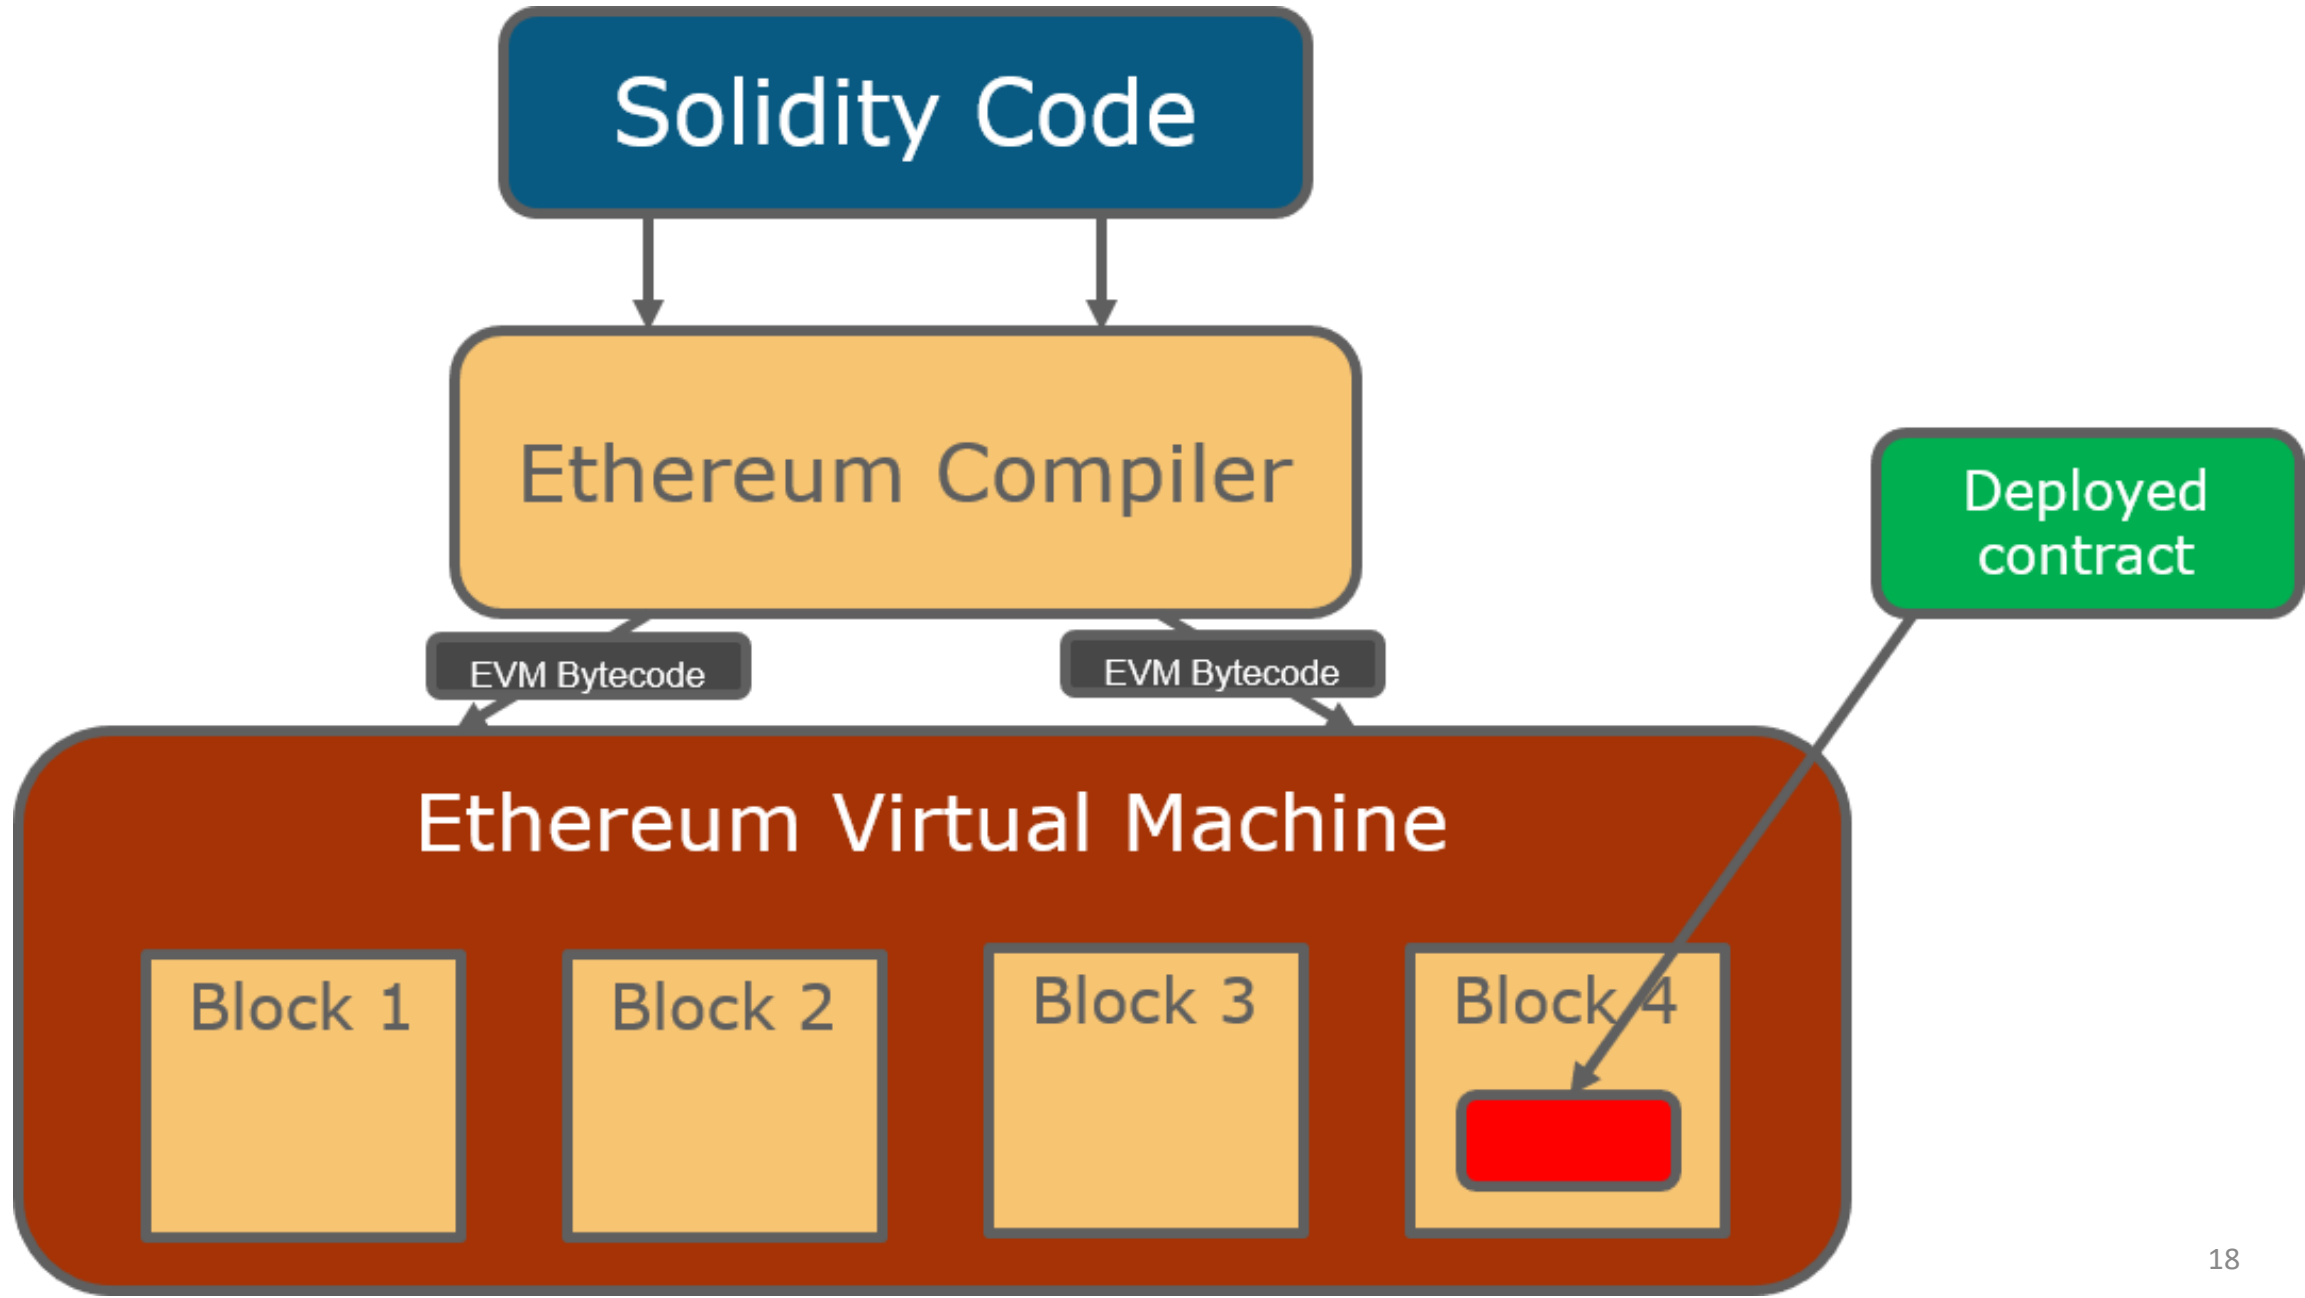 Solidity Code
Ethereum Compiler
Deployed
contract
EVM Bytecode
EVM Bytecode
Ethereum Virtual Machine
Block 1
Block 2
Block 3
Block 4
18